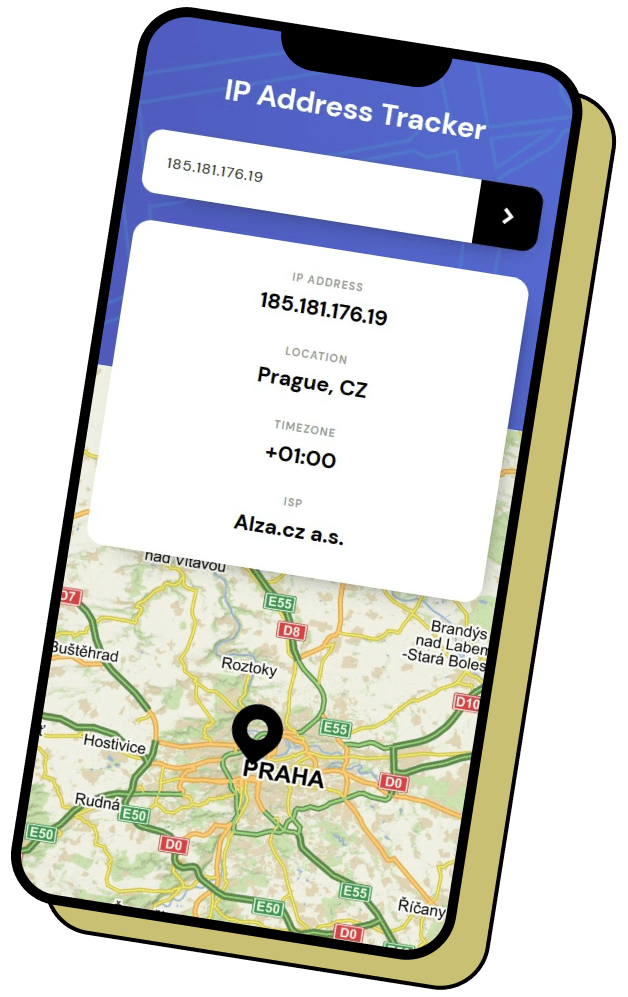 IP Address Tracker
185.181.176.19
IP ADDRESS
185.181.176.19
LOCATION
Prague, CZ
TIMEZONE
+01:00
ISP
Alza.cz a.s.
nad Vltavou
E55
D7
D8
Brandýs
nad Labem
-Stará Boles
Buštěhrad
Roztoky
D10
E55
Hostivice
PRAHA
D0
Rudná
E50
E50
D0
E55
E50
Říčany
D0